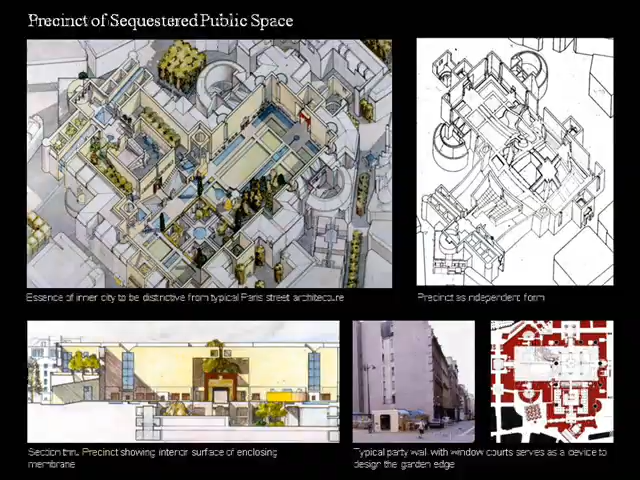 Precinct of Sequestered Public Space
Essence of inner city to be distinctive from typical Paris street architecture
Precinct as independent form
Section thru. Precinct showing interior surface of enclosing
membrane
Typical party wall with window courts serves as a device to
design the garden edge